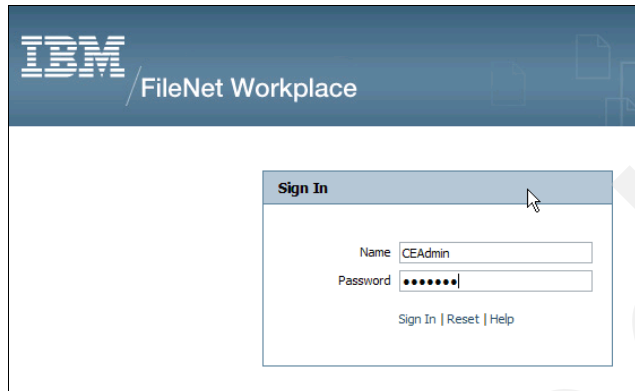 IBM
FileNet Workplace
Sign In
Name CEAdmin
Password •••••••
Sign In | Reset | Help